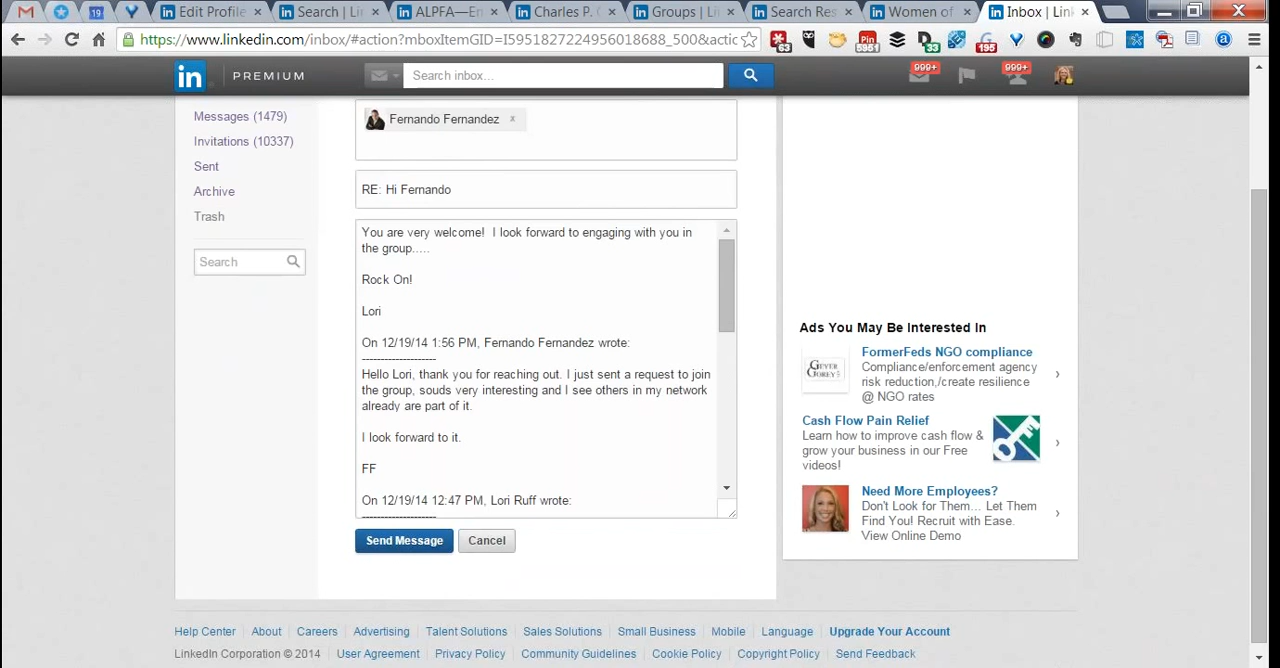 Edit Profile
Search | Lin
ALPFA—En
Charles P. G
Groups | Li
Search Res
Women of
Inbox | Link
19
https://www.linkedin.com/inbox/#action?mboxItemGID=I5951827224956018688_500&actic
63
Pin
5951
33
195
in PREMIUM
Search inbox...
999+
999+
Messages (1479)
Invitations (10337)
Sent
Archive
Trash
Search
Fernando Fernandez x
RE: Hi Fernando
You are very welcome! I look forward to engaging with you in
the group.....
Rock On!
Lori
On 12/19/14 1:56 PM, Fernando Fernandez wrote:
--------------------
Hello Lori, thank you for reaching out. I just sent a request to join
the group, souds very interesting and I see others in my network
already are part of it.
I look forward to it.
FF
On 12/19/14 12:47 PM, Lori Ruff wrote:
--------------------
Send Message
Cancel
Ads You May Be Interested In
GEYER
GOREY
FormerFeds NGO compliance
Compliance/enforcement agency
risk reduction,/create resilience
@ NGO rates
Cash Flow Pain Relief
Learn how to improve cash flow &
grow your business in our Free
videos!
Need More Employees?
Don't Look for Them... Let Them
Find You! Recruit with Ease.
View Online Demo
Help Center About Careers Advertising Talent Solutions Sales Solutions Small Business Mobile Language Upgrade Your Account
LinkedIn Corporation © 2014 User Agreement Privacy Policy Community Guidelines Cookie Policy Copyright Policy Send Feedback